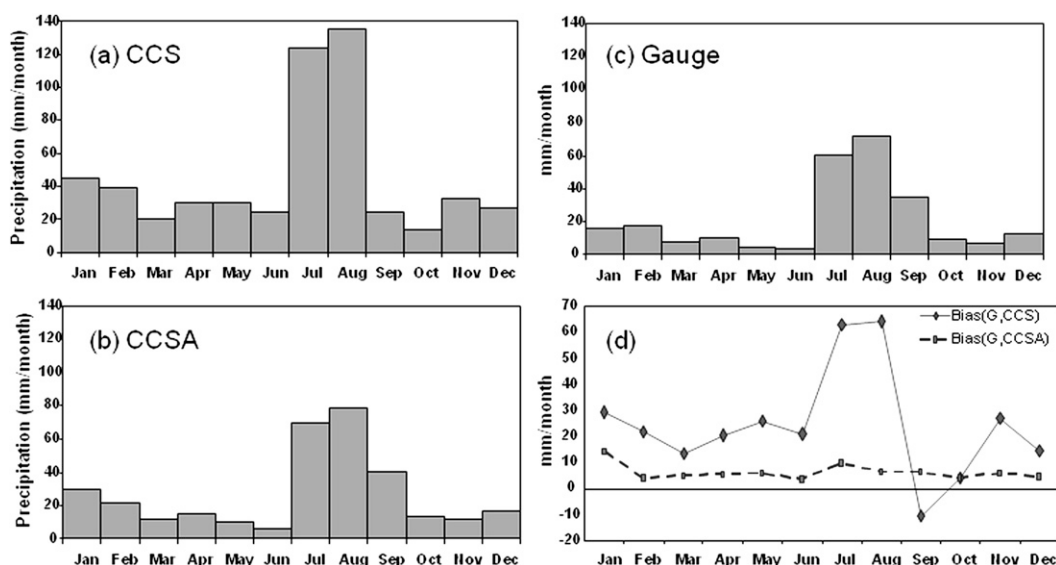 (a) CCS
Precipitation (mm/month)
140
120
100
80
60
40
20
0
Jan Feb Mar Apr May Jun Jul Aug Sep Oct Nov Dec
(c) Gauge
mm/month
140
120
100
80
60
40
20
0
Jan Feb Mar Apr May Jun Jul Aug Sep Oct Nov Dec
(b) CCSA
Precipitation (mm/month)
140
120
100
80
60
40
20
0
Jan Feb Mar Apr May Jun Jul Aug Sep Oct Nov Dec
(d)
Bias(G,CCS)
Bias(G,CCSA)
mm/month
70
60
50
40
30
20
10
0
-10
-20
Jan Feb Mar Apr May Jun Jul Aug Sep Oct Nov Dec